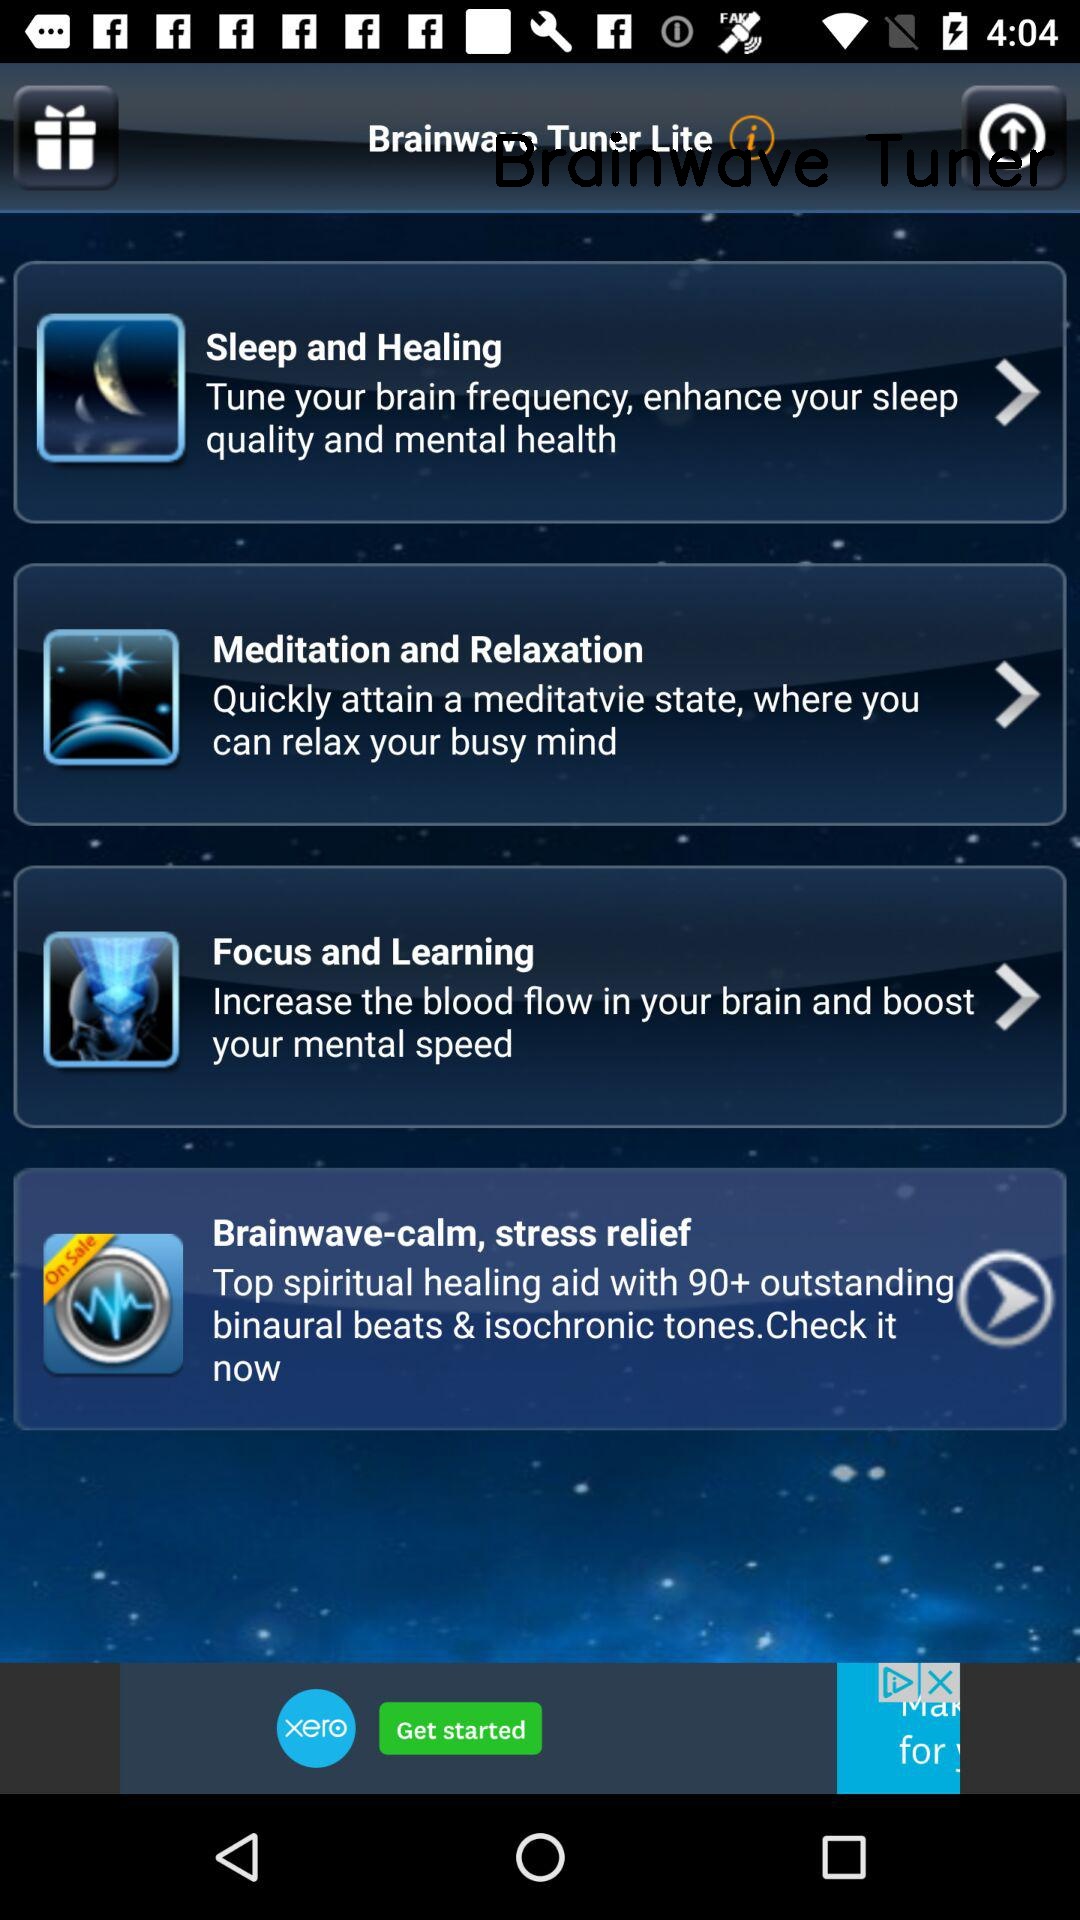 FAKE
4:04
Brainwave Tuner Lite
Brainwave Tuner
Sleep and Healing
Tune your brain frequency, enhance your sleep
quality and mental health
Meditation and Relaxation
Quickly attain a meditatvie state, where you
can relax your busy mind
Focus and Learning
Increase the blood flow in your brain and boost
your mental speed
On Sale
Brainwave-calm, stress relief
Top spiritual healing aid with 90+ outstanding
binaural beats & isochronic tones.Check it
now
xero
Get started
for